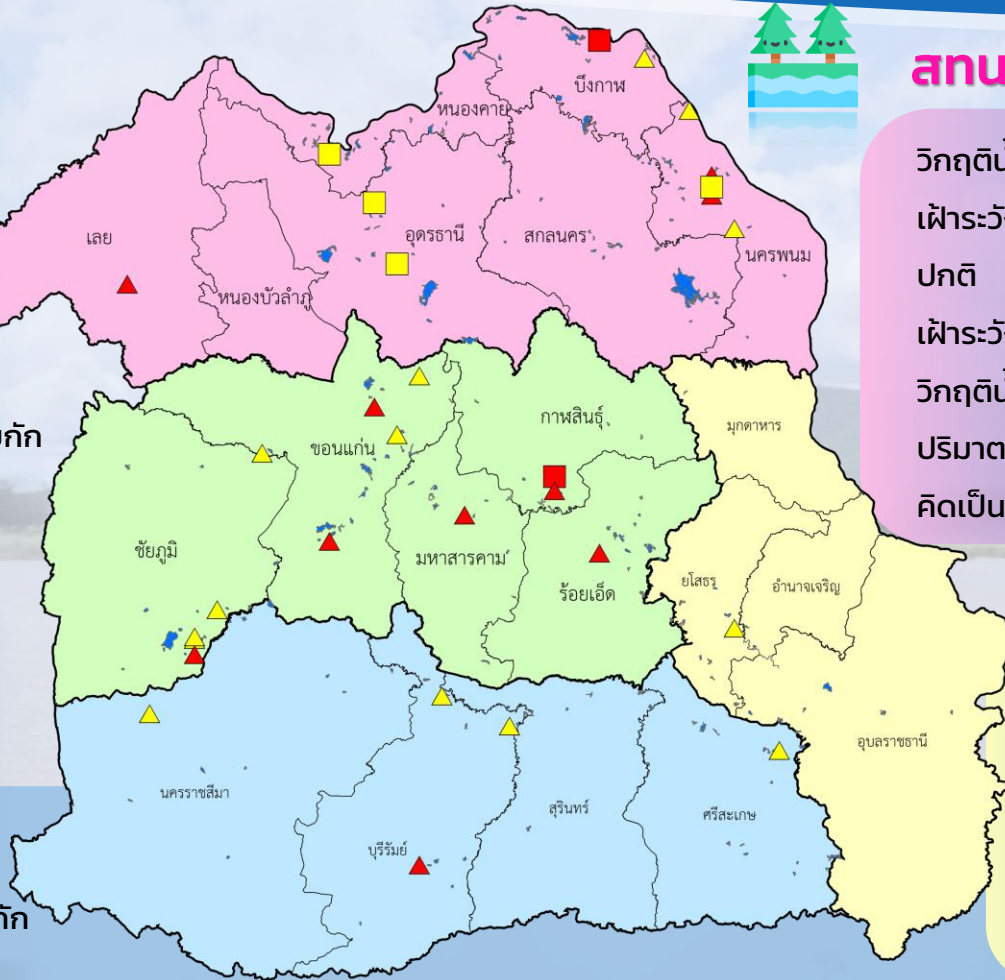 สทน
วิกฤติน้
เฝ้าระวัง
ปกติ
เฝ้าระวัง
วิกฤติน้
ปริมาต
คิดเป็น
บึงกาฬ
หนองคาย
เลย
อุดรธานี
สกลนคร
นครพนม
หนองบัวลำภู
กัก
กาฬสินธุ์
มุกดาหาร
ขอนแก่น
ชัยภูมิ
มหาสารคาม
ร้อยเอ็ด
ยโสธร
อำนาจเจริญ
อุบลราชธานี
นครราชสีมา
สุรินทร์
ศรีสะเกษ
บุรีรัมย์
กัก